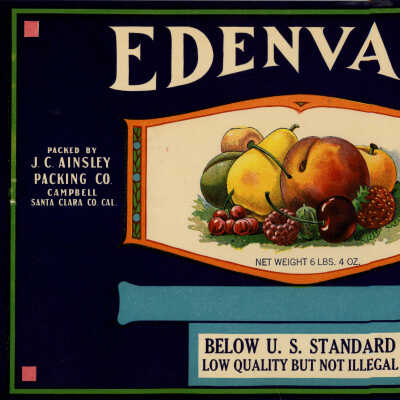 EDENVA
PACKED BY
J. C. AINSLEY
PACKING CO.
CAMPBELL
SANTA CLARA CO. CAL.
NET WEIGHT 6 LBS. 4 OZ.
BELOW U. S. STANDARD
LOW QUALITY BUT NOT ILLEGAL